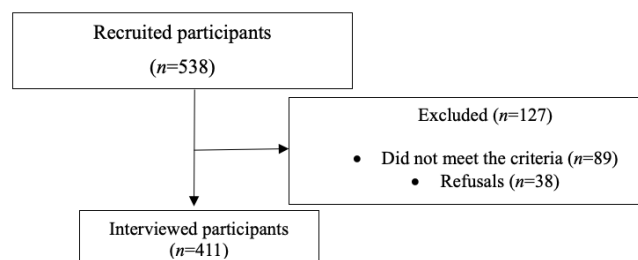 Recruited participants
(n=538)
Excluded (n=127)
• Did not meet the criteria (n=89)
• Refusals (n=38)
Interviewed participants
(n=411)